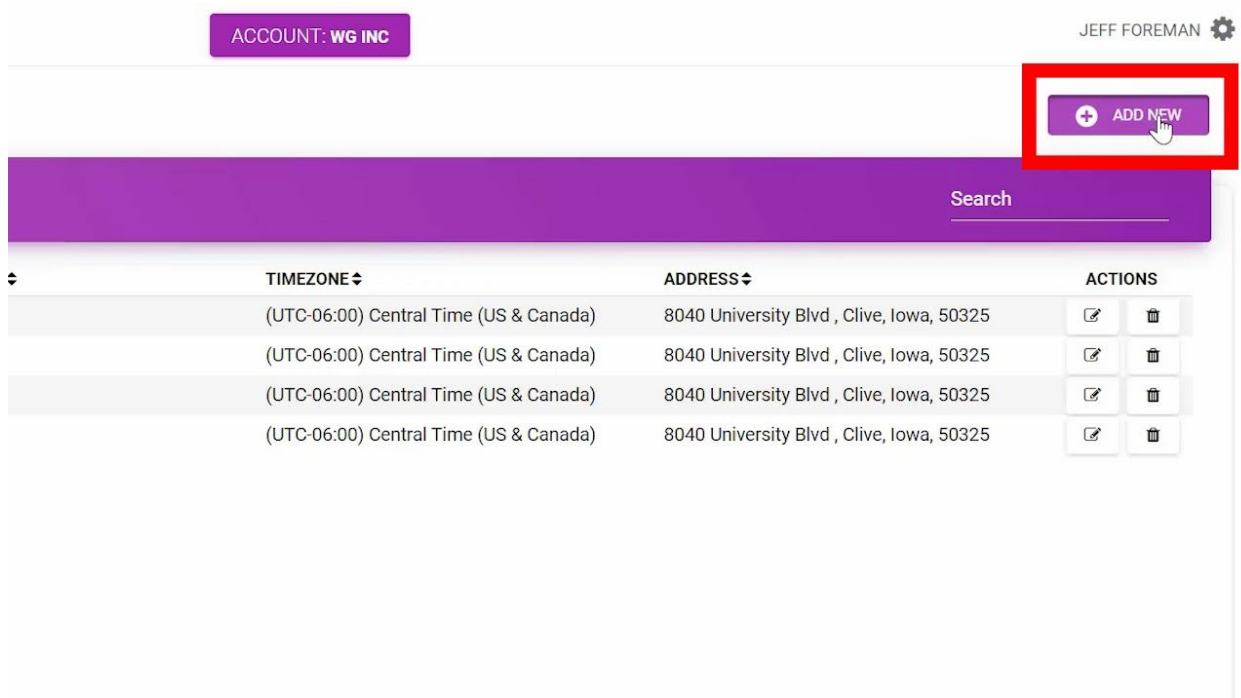 ACCOUNT: WG INC
JEFF FOREMAN
ADD NEW
Search
TIMEZONE ADDRESS ACTIONS
(UTC-06:00) Central Time (US & Canada) 8040 University Blvd , Clive, Iowa, 50325
(UTC-06:00) Central Time (US & Canada) 8040 University Blvd , Clive, Iowa, 50325
(UTC-06:00) Central Time (US & Canada) 8040 University Blvd , Clive, Iowa, 50325
(UTC-06:00) Central Time (US & Canada) 8040 University Blvd , Clive, Iowa, 50325